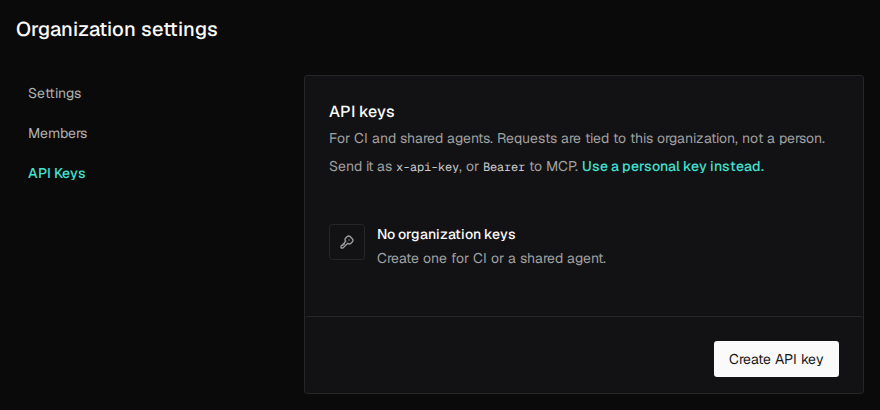 Organization settings
Settings
Members
API Keys
API keys
For CI and shared agents. Requests are tied to this organization, not a person.
Send it as x-api-key, or Bearer to MCP. Use a personal key instead.
No organization keys
Create one for CI or a shared agent.
Create API key